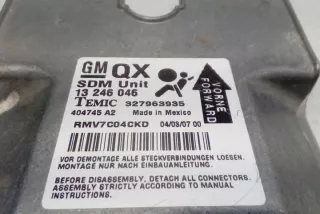 GM QX
SDM Unit
13 246 046
TEMIC 327963935
404745 A2 Made in Mexico
RMV7C04CKD 04/03/07 00
VORNE
FORWARD
VOR DEMONTAGE ALLE STECKVERBINDUNGEN LOESEN.
MONTAGE NUR NACH EINBAUANLEITUNG!
BEFORE DISASSEMBLY, DETACH ALL CONNECTORS.
ASSEMBLY STRICTLY ACCORDING TO MANUAL
INSTRUCTIONS.